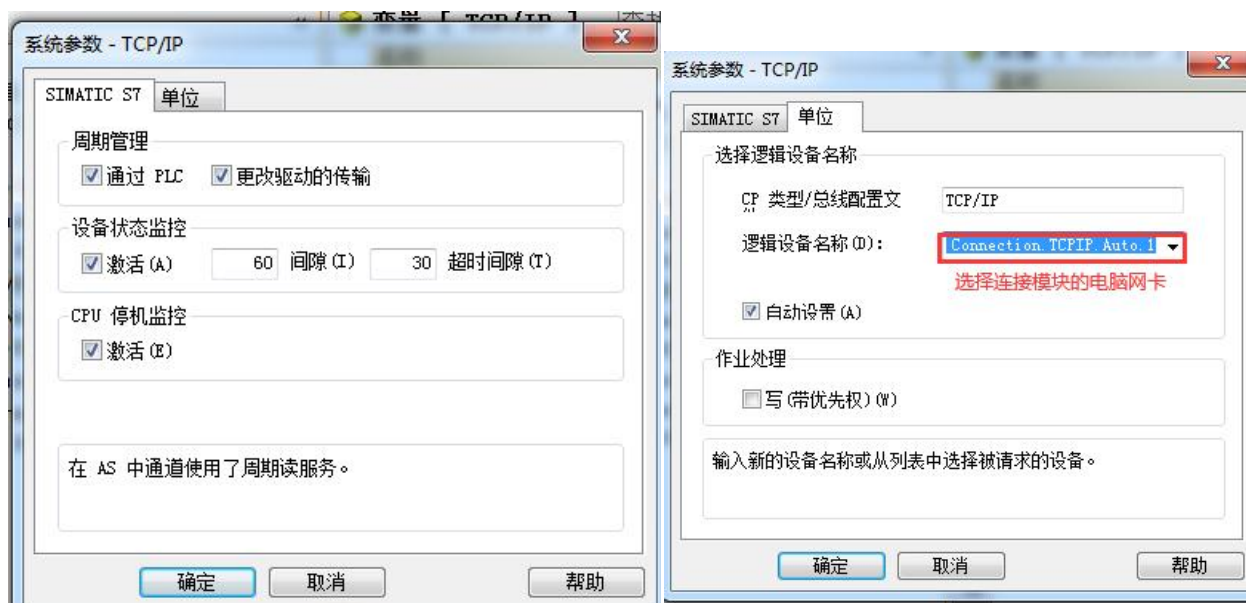 变量 [ TCP/IP ]
系统参数 - TCP/IP
SIMATIC S7 单位
周期管理
通过 PLC 更改驱动的传输
设备状态监控
激活(A) 60 间隙(I) 30 超时间隙(T)
CPU 停机监控
激活(E)
在 AS 中通道使用了周期读服务。
确定 取消 帮助
系统参数 - TCP/IP
SIMATIC S7 单位
选择逻辑设备名称
CP 类型/总线配置文 TCP/IP
逻辑设备名称(D): Connection.TCPIP.Auto.1
选择连接模块的电脑网卡
自动设置(A)
作业处理
写(带优先权)(W)
输入新的设备名称或从列表中选择被请求的设备。
确定 取消 帮助